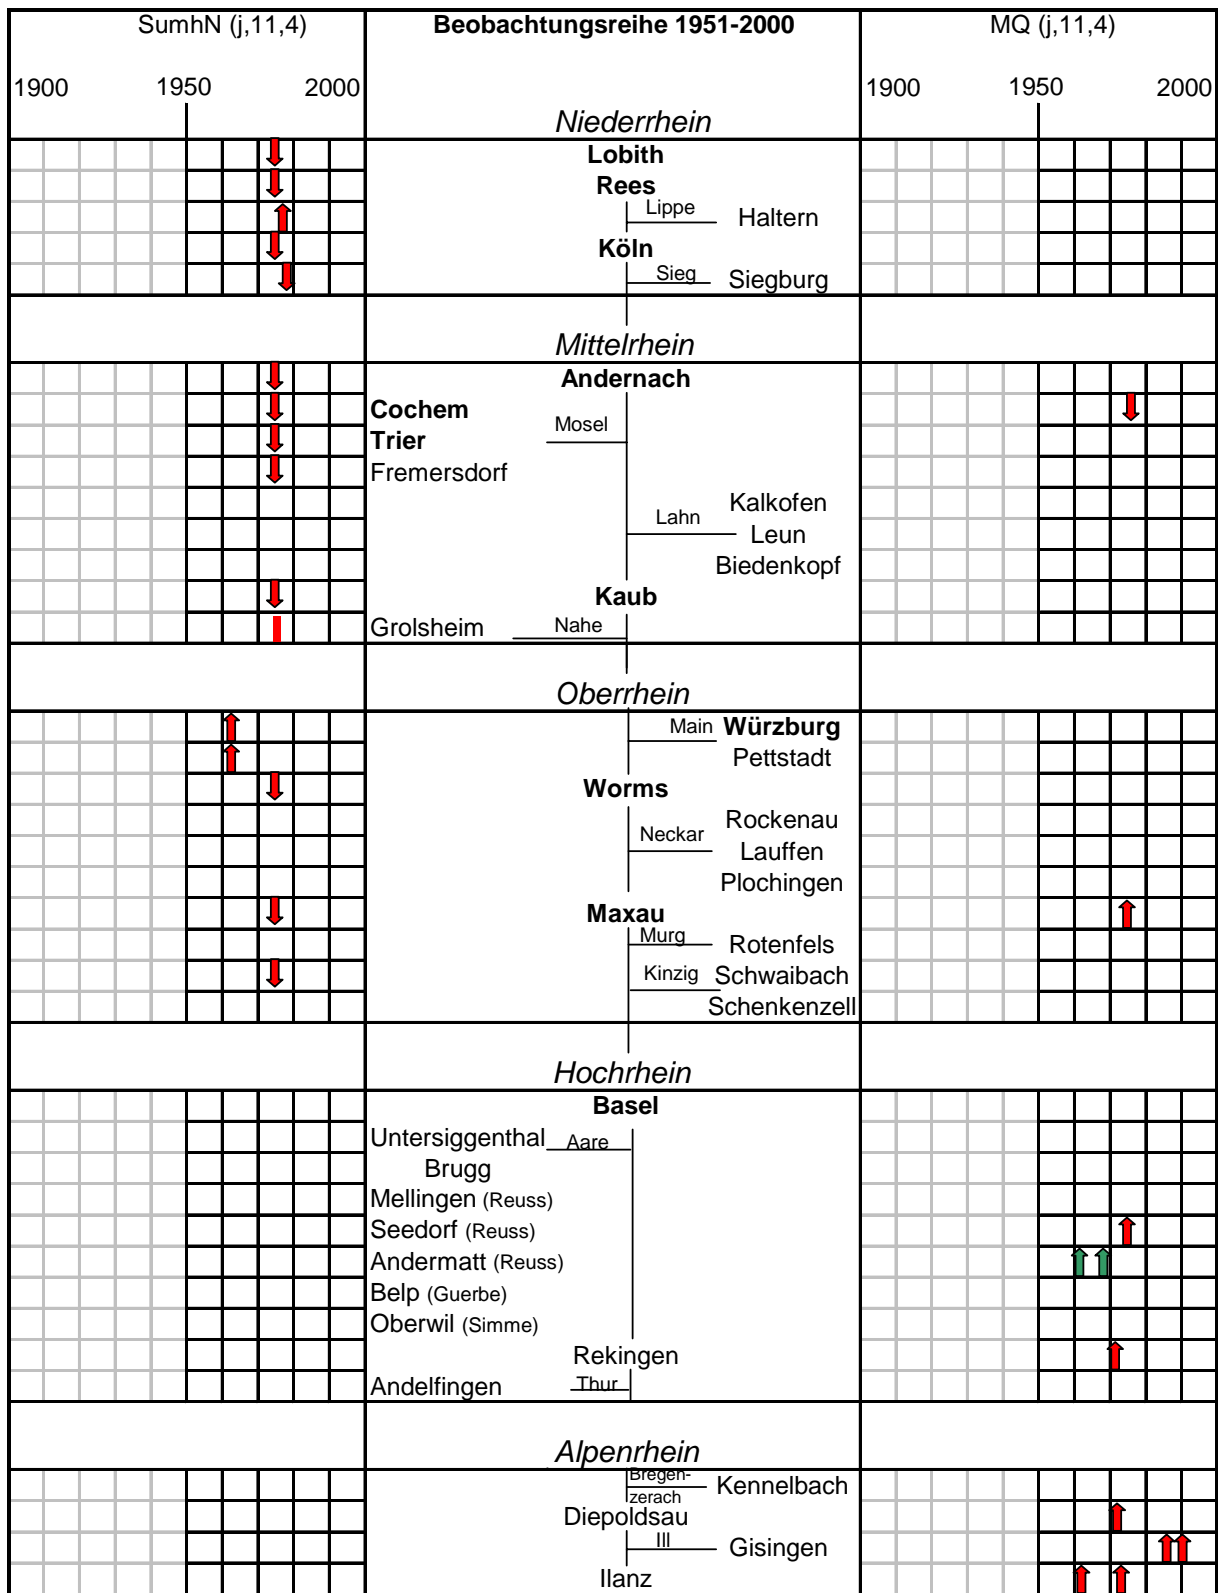 SumhN (j,11,4) Beobachtungsreihe 1951-2000 MQ (j,11,4)
1900 1950 2000 1900 1950 2000
Niederrhein
Lobith
Rees
Lippe Haltern
Köln
Sieg Siegburg
Mittelrhein
Andernach
Cochem
Mosel
Trier
Fremersdorf
Kalkofen
Lahn Leun
Biedenkopf
Kaub
Grolsheim Nahe
Oberrhein
Main Würzburg
Pettstadt
Worms
Rockenau
Neckar Lauffen
Plochingen
Maxau
Murg Rotenfels
Kinzig Schwaibach
Schenkenzell
Hochrhein
Basel
Untersiggenthal Aare
Brugg
Mellingen (Reuss)
Seedorf (Reuss)
Andermatt (Reuss)
Belp (Guerbe)
Oberwil (Simme)
Rekingen
Andelfingen Thur
Alpenrhein
Bregen-
zerach Kennelbach
Diepoldsau
Ill Gisingen
Ilanz